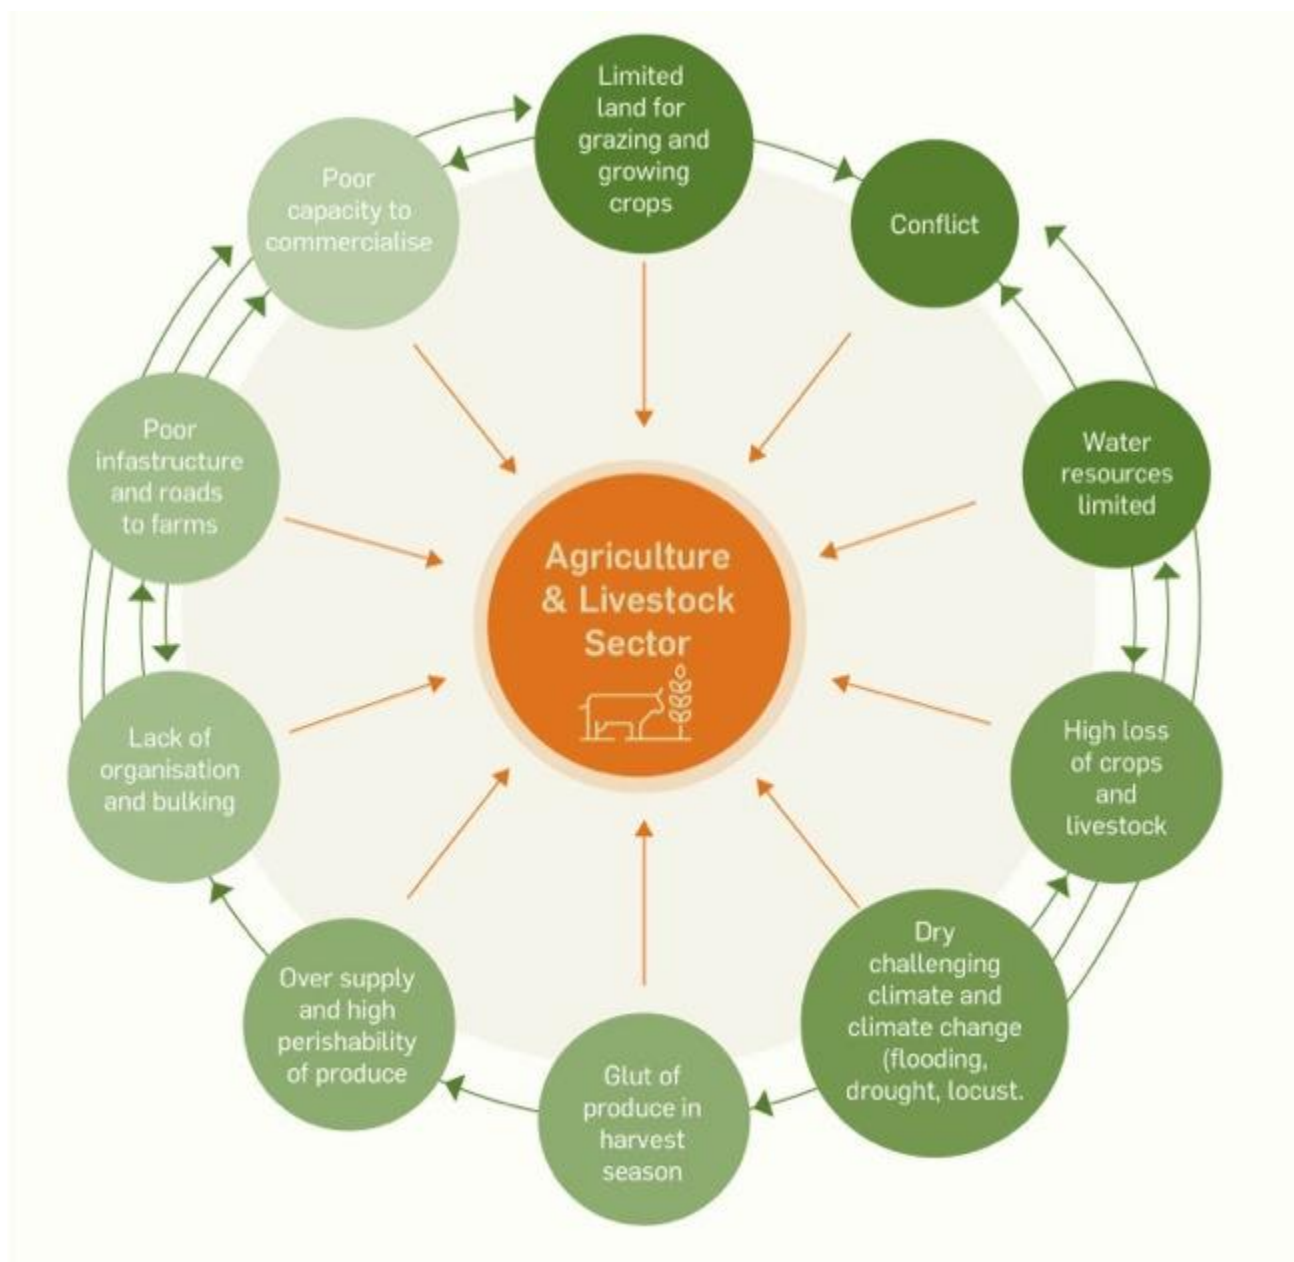 Limited
land for
grazing and
growing
crops
Conflict
Water
resources
limited
High loss
of crops
and
livestock
Dry
challenging
climate and
climate change
(flooding,
drought, locust.
Glut of
produce in
harvest
season
Over supply
and high
perishability
of produce
Lack of
organisation
and bulking
Poor
infastructure
and roads
to farms
Poor
capacity to
commercialise
Agriculture
& Livestock
Sector